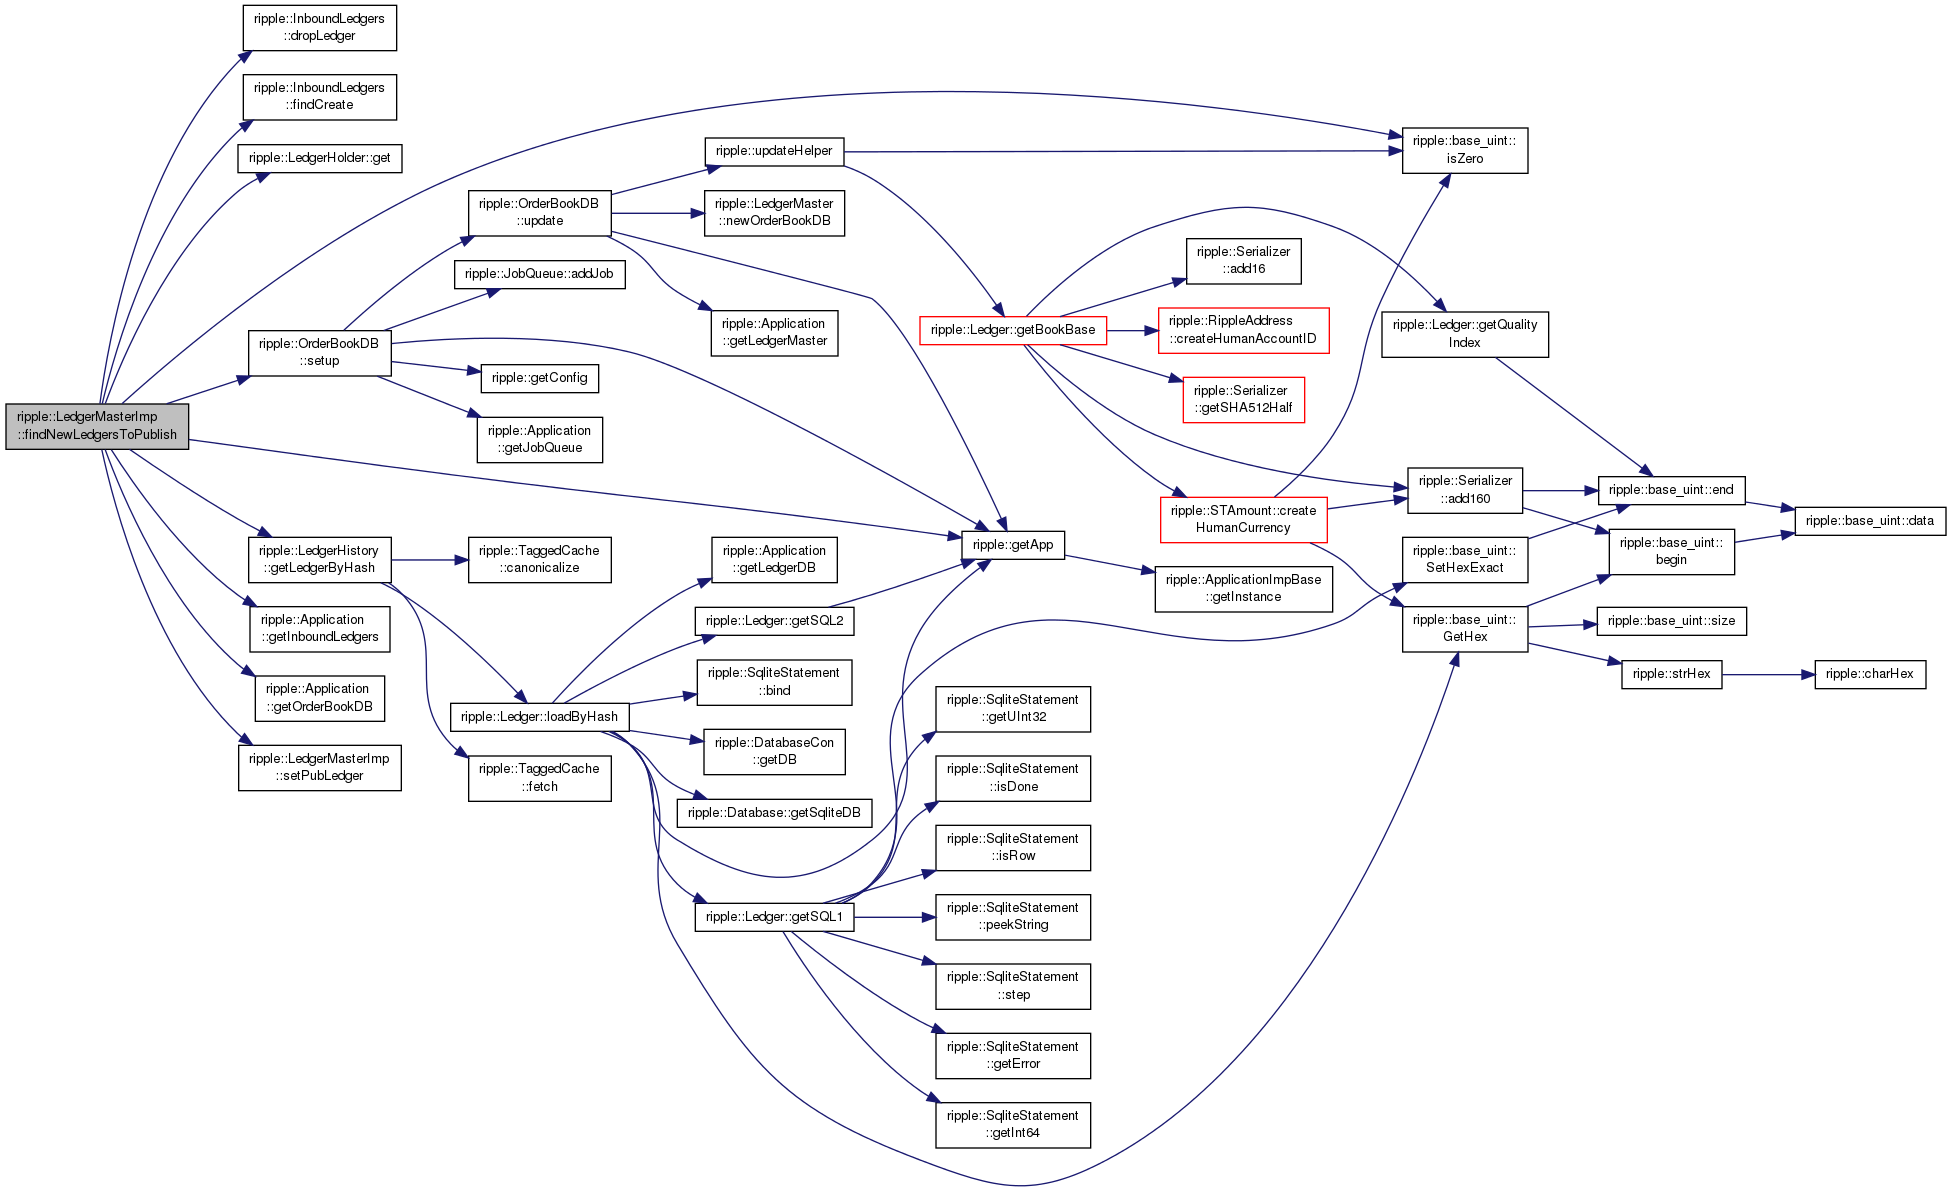 ripple::InboundLedgers
::dropLedger
ripple::InboundLedgers
::findCreate
ripple::LedgerHolder::get
ripple::OrderBookDB
::setup
ripple::LedgerMasterImp
::findNewLedgersToPublish
ripple::LedgerHistory
::getLedgerByHash
ripple::Application
::getInboundLedgers
ripple::Application
::getOrderBookDB
ripple::LedgerMasterImp
::setPubLedger
ripple::OrderBookDB
::update
ripple::JobQueue::addJob
ripple::getConfig
ripple::Application
::getJobQueue
ripple::TaggedCache
::canonicalize
ripple::Ledger::loadByHash
ripple::TaggedCache
::fetch
ripple::updateHelper
ripple::LedgerMaster
::newOrderBookDB
ripple::Application
::getLedgerMaster
ripple::Application
::getLedgerDB
ripple::Ledger::getSQL2
ripple::SqliteStatement
::bind
ripple::DatabaseCon
::getDB
ripple::Database::getSqliteDB
ripple::Ledger::getSQL1
ripple::Ledger::getBookBase
ripple::getApp
ripple::SqliteStatement
::getUInt32
ripple::SqliteStatement
::isDone
ripple::SqliteStatement
::isRow
ripple::SqliteStatement
::peekString
ripple::SqliteStatement
::step
ripple::SqliteStatement
::getError
ripple::SqliteStatement
::getInt64
ripple::Serializer
::add16
ripple::RippleAddress
::createHumanAccountID
ripple::Serializer
::getSHA512Half
ripple::STAmount::create
HumanCurrency
ripple::ApplicationImpBase
::getInstance
ripple::base_uint::
isZero
ripple::Ledger::getQuality
Index
ripple::Serializer
::add160
ripple::base_uint::
SetHexExact
ripple::base_uint::
GetHex
ripple::base_uint::end
ripple::base_uint::
begin
ripple::base_uint::size
ripple::strHex
ripple::base_uint::data
ripple::charHex